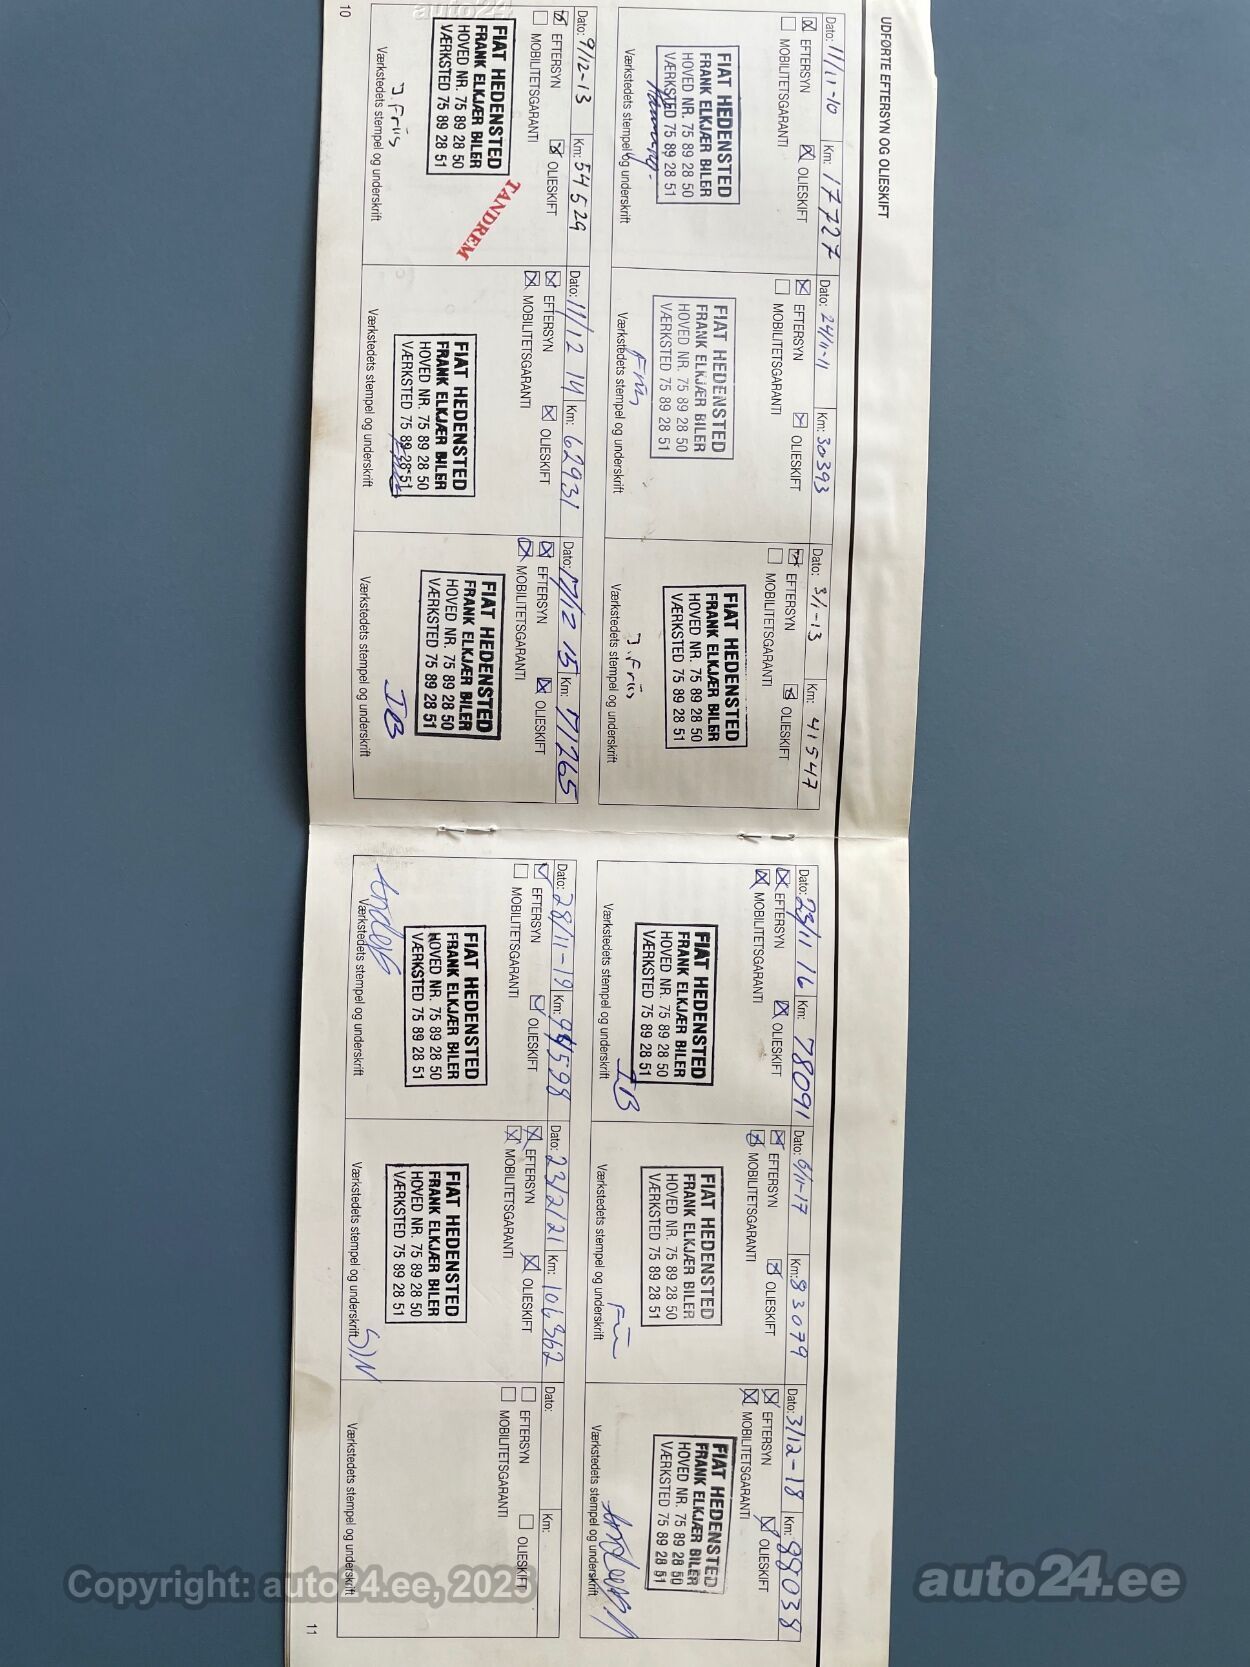 UDFØRTE EFTERSYN OG OLIESKIFT
Dato: 11/11-10 Km: 17727
☒ EFTERSYN ☒ OLIESKIFT
☐ MOBILITETSGARANTI
FIAT HEDENSTED
FRANK ELKJÆR BILER
HOVED NR. 75 89 28 50
VÆRKSTED 75 89 28 51
Værkstedets stempel og underskrift
Dato: 24/11-11 Km: 30393
☒ EFTERSYN ☒ OLIESKIFT
☐ MOBILITETSGARANTI
FIAT HEDENSTED
FRANK ELKJÆR BILER
HOVED NR. 75 89 28 50
VÆRKSTED 75 89 28 51
Værkstedets stempel og underskrift
Dato: 3/1-13 Km: 41547
☒ EFTERSYN ☒ OLIESKIFT
☐ MOBILITETSGARANTI
FIAT HEDENSTED
FRANK ELKJÆR BILER
HOVED NR. 75 89 28 50
VÆRKSTED 75 89 28 51
J. Friis
Værkstedets stempel og underskrift
Dato: 9/12-13 Km: 54529
☒ EFTERSYN ☒ OLIESKIFT
☐ MOBILITETSGARANTI
FIAT HEDENSTED
FRANK ELKJÆR BILER
HOVED NR. 75 89 28 50
VÆRKSTED 75 89 28 51
TANDREM
Værkstedets stempel og underskrift
J Friis
Dato: 11/12 14 Km: 62931
☒ EFTERSYN ☒ OLIESKIFT
☒ MOBILITETSGARANTI
FIAT HEDENSTED
FRANK ELKJÆR BILER
HOVED NR. 75 89 28 50
VÆRKSTED 75 89 28 51
Værkstedets stempel og underskrift
Dato: 17/12 15 Km: 71265
☒ EFTERSYN ☒ OLIESKIFT
☒ MOBILITETSGARANTI
FIAT HEDENSTED
FRANK ELKJÆR BILER
HOVED NR. 75 89 28 50
VÆRKSTED 75 89 28 51
IB
Værkstedets stempel og underskrift
10
Dato: 23/11 16 Km: 78091
☒ EFTERSYN ☒ OLIESKIFT
☒ MOBILITETSGARANTI
FIAT HEDENSTED
FRANK ELKJÆR BILER
HOVED NR. 75 89 28 50
VÆRKSTED 75 89 28 51
IB
Værkstedets stempel og underskrift
Dato: 9/11-17 Km: 83079
☒ EFTERSYN ☒ OLIESKIFT
☒ MOBILITETSGARANTI
FIAT HEDENSTED
FRANK ELKJÆR BILER
HOVED NR. 75 89 28 50
VÆRKSTED 75 89 28 51
Værkstedets stempel og underskrift
Dato: 3/12-18 Km: 88038
☒ EFTERSYN ☒ OLIESKIFT
☒ MOBILITETSGARANTI
FIAT HEDENSTED
FRANK ELKJÆR BILER
HOVED NR. 75 89 28 50
VÆRKSTED 75 89 28 51
Værkstedets stempel og underskrift
Dato: 28/11-19 Km:
☑ EFTERSYN ☑ OLIESKIFT
☐ MOBILITETSGARANTI
FIAT HEDENSTED
FRANK ELKJÆR BILER
HOVED NR. 75 89 28 50
VÆRKSTED 75 89 28 51
Værkstedets stempel og underskrift
Dato: 23/2/21 Km: 106362
☒ EFTERSYN ☒ OLIESKIFT
☒ MOBILITETSGARANTI
FIAT HEDENSTED
FRANK ELKJÆR BILER
HOVED NR. 75 89 28 50
VÆRKSTED 75 89 28 51
Værkstedets stempel og underskrift
Dato: Km:
☐ EFTERSYN ☐ OLIESKIFT
☐ MOBILITETSGARANTI
Værkstedets stempel og underskrift
11
auto24
Copyright: auto24.ee, 2025
auto24.ee